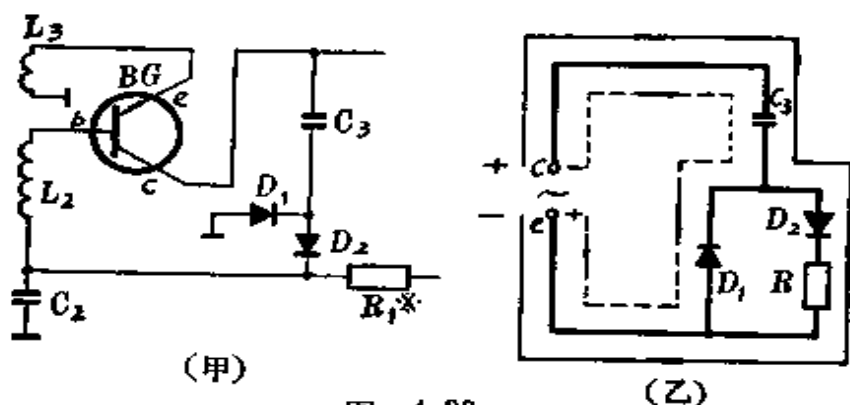 L₃
BG
e
b
c
L₂
C₃
D₁
D₂
C₂
R₁※
(甲)
+
c
−
C₃
~
−
e
+
D₂
D₁
R
(乙)